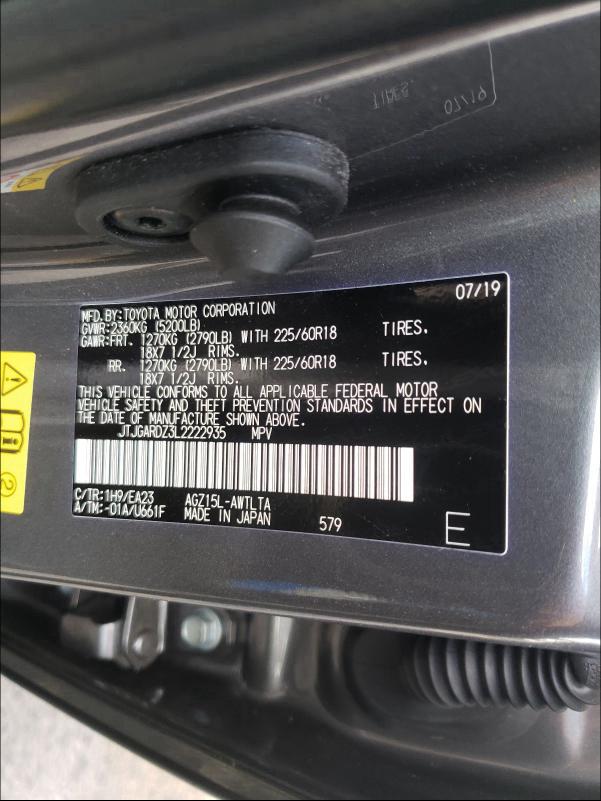 07/19
MFD.BY:TOYOTA MOTOR CORPORATION
GVWR:2360KG (5200LB)
GAWR:FRT. 1270KG (2790LB) WITH 225/60R18 TIRES,
18X7 1/2J RIMS.
RR. 1270KG (2790LB) WITH 225/60R18 TIRES,
18X7 1/2J RIMS.
THIS VEHICLE CONFORMS TO ALL APPLICABLE FEDERAL MOTOR
VEHICLE SAFETY AND THEFT PREVENTION STANDARDS IN EFFECT ON
THE DATE OF MANUFACTURE SHOWN ABOVE.
JTJGARDZ3L2222935 MPV
C/TR:1H9/EA23 AGZ15L-AWTLTA
A/TM:-01A/U661F MADE IN JAPAN 579
E